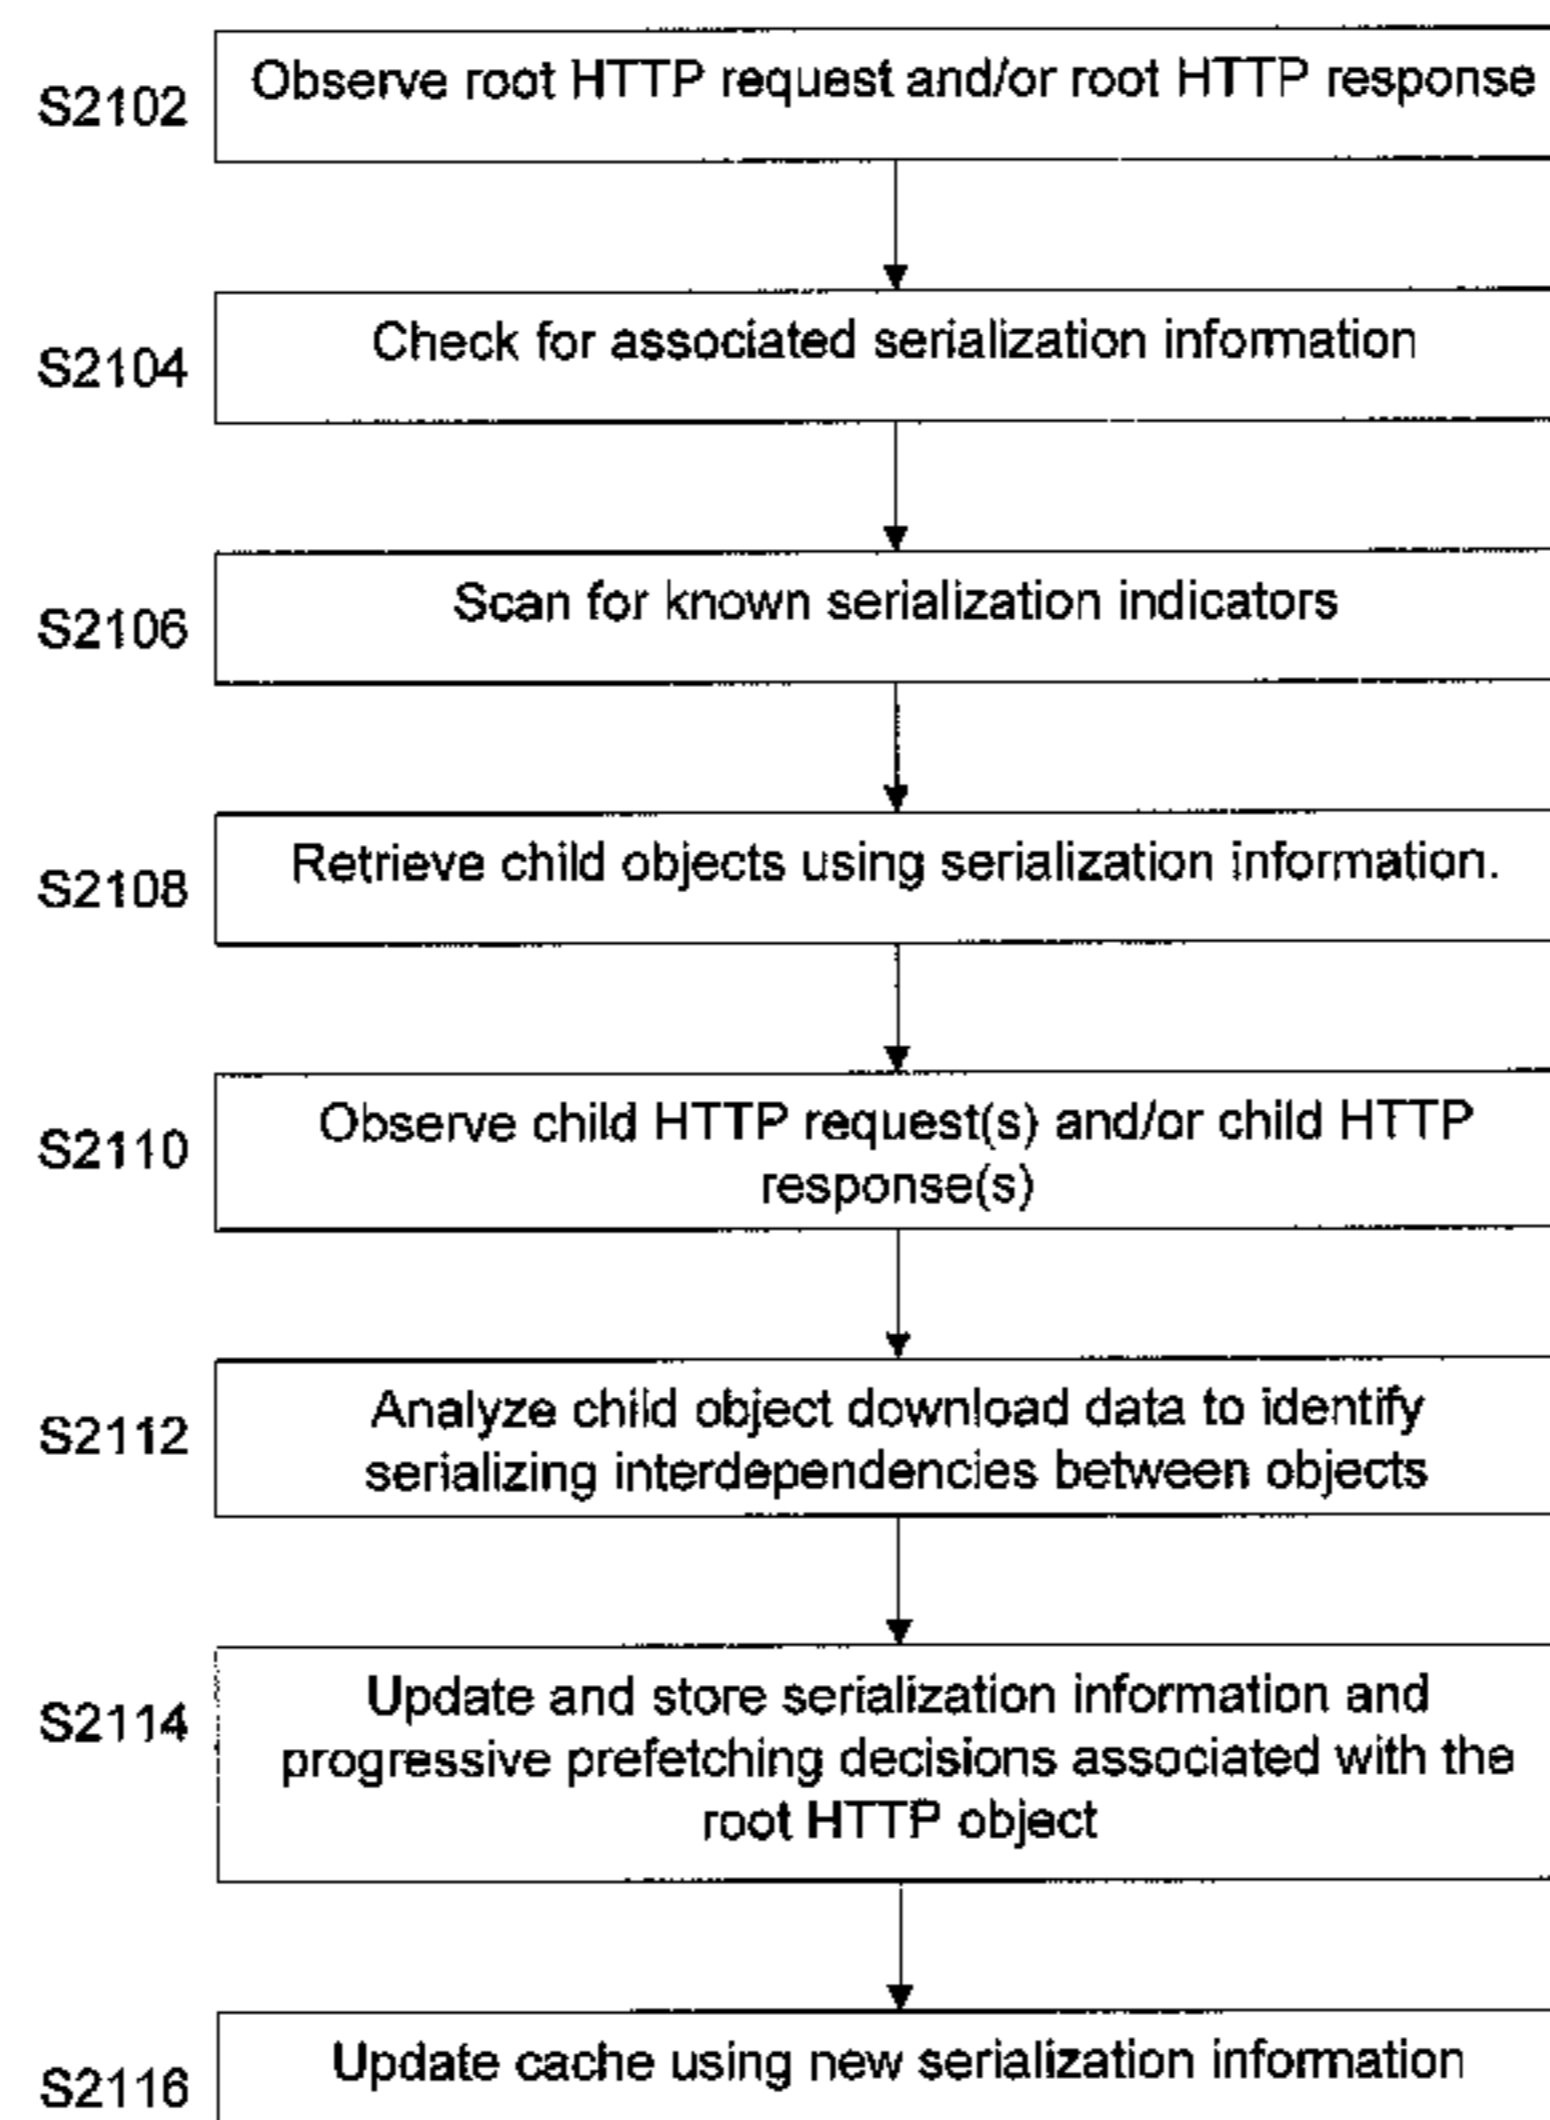 S2102
Observe root HTTP request and/or root HTTP response
S2104
Check for associated serialization information
S2106
Scan for known serialization indicators
S2108
Retrieve child objects using serialization information.
S2110
Observe child HTTP request(s) and/or child HTTP
response(s)
S2112
Analyze child object download data to identify
serializing interdependencies between objects
S2114
Update and store serialization information and
progressive prefetching decisions associated with the
root HTTP object
S2116
Update cache using new serialization information